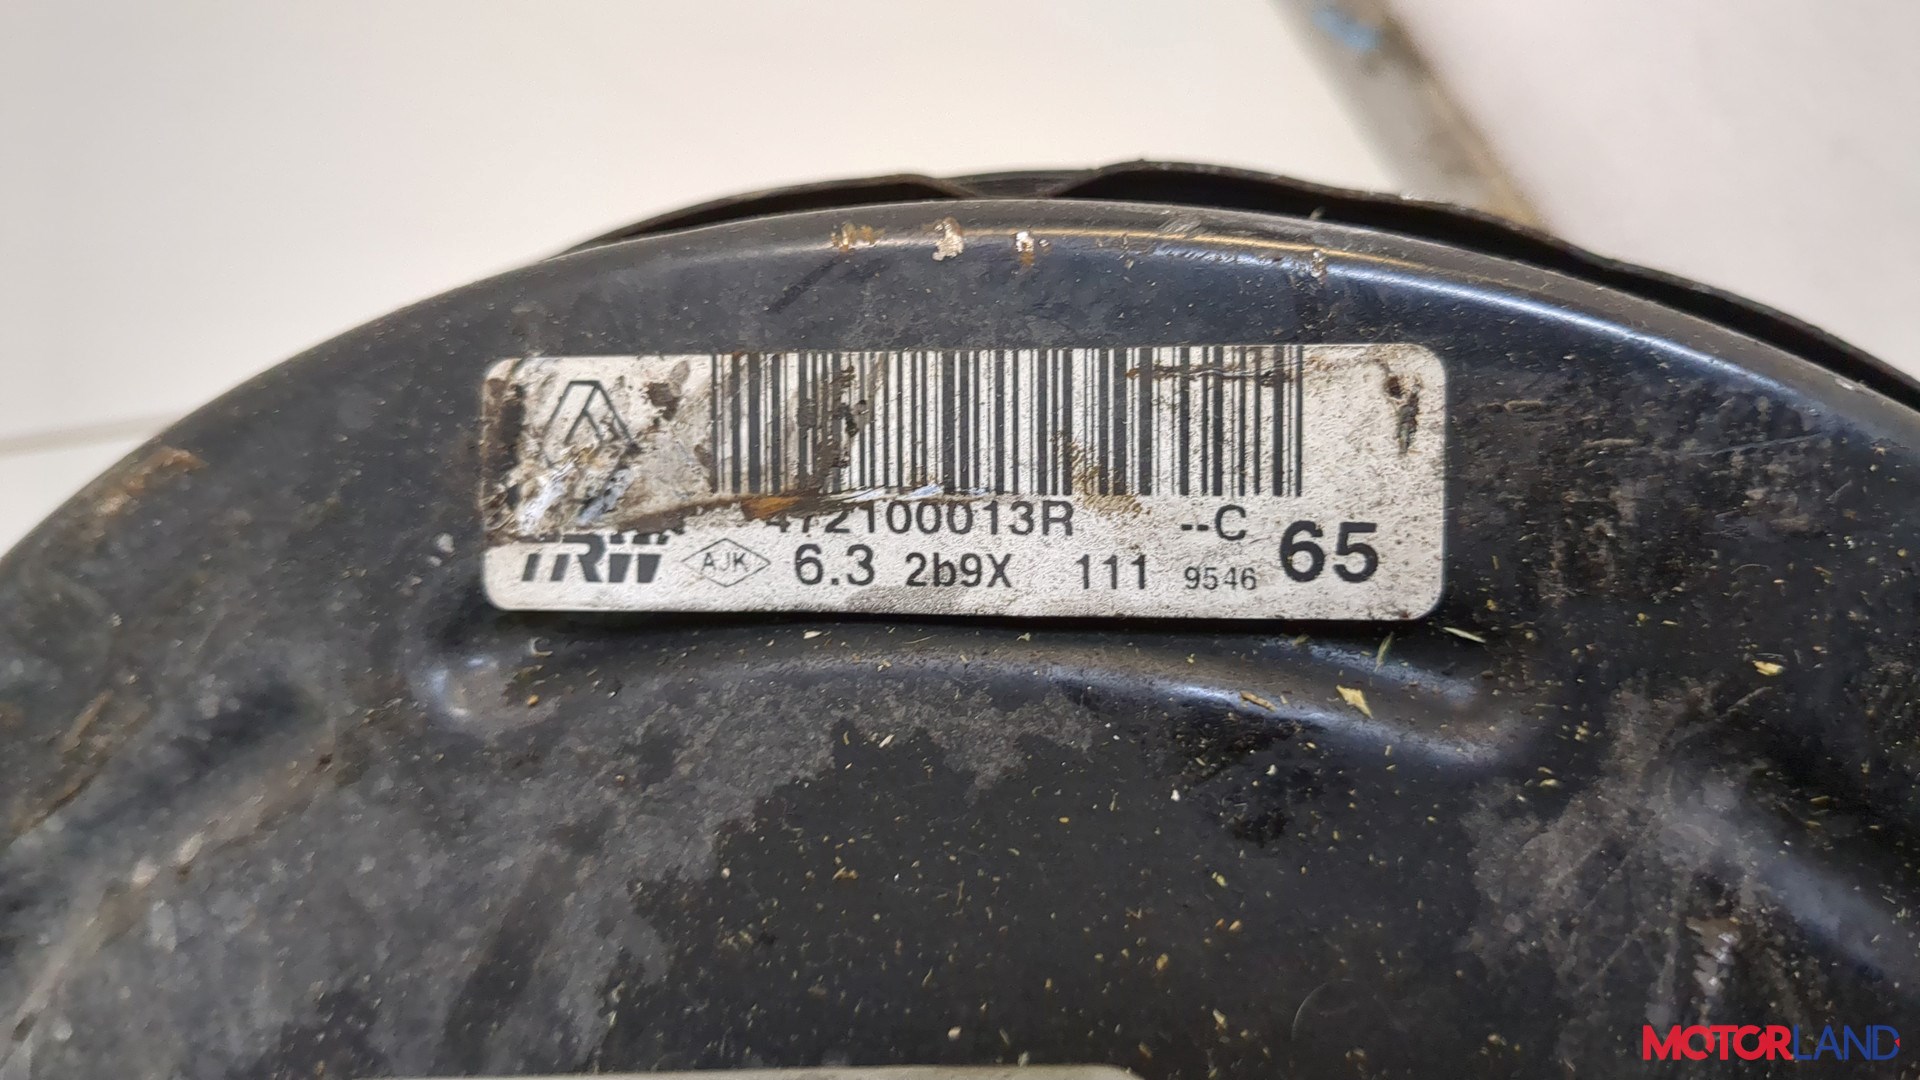 472100013R --C 65
TRW AJK 6.3 2b9X 111 9546
MOTORLAND